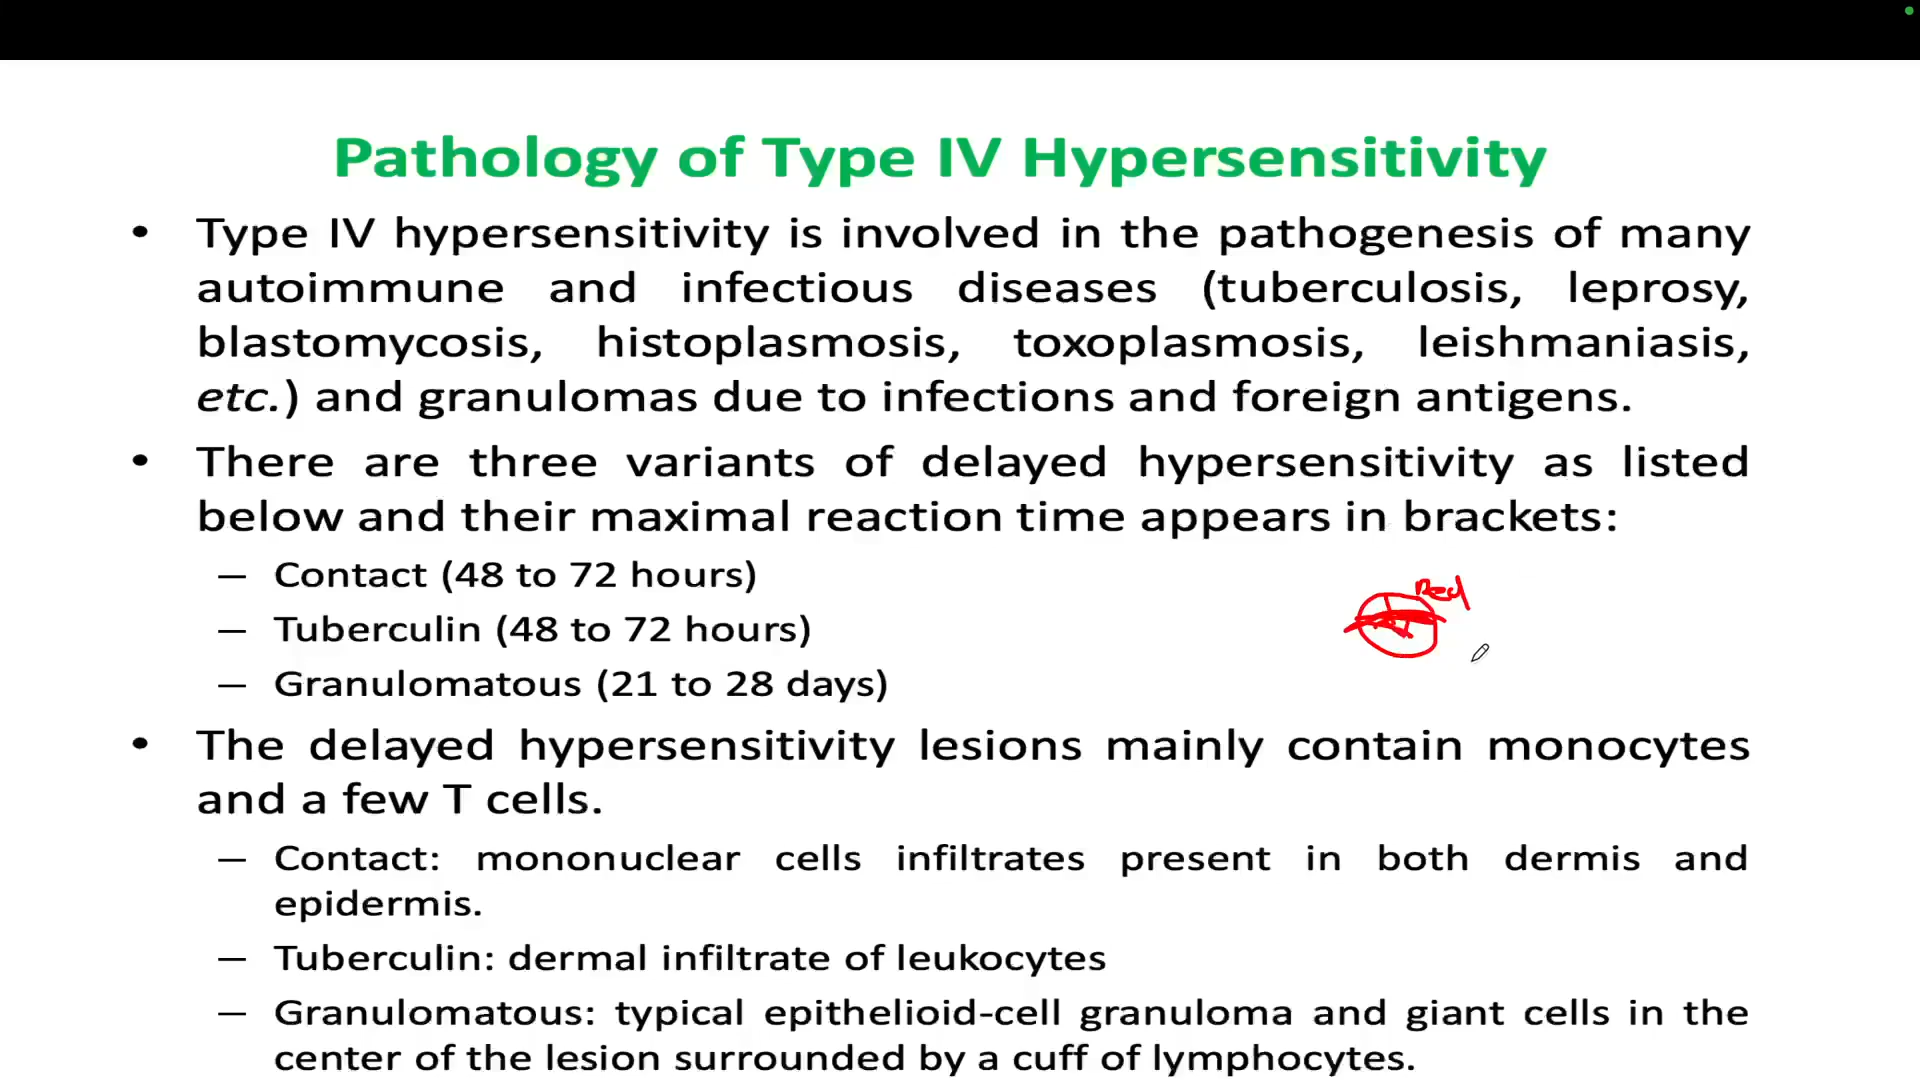 Pathology of Type IV Hypersensitivity
• Type IV hypersensitivity is involved in the pathogenesis of many
autoimmune and infectious diseases (tuberculosis, leprosy,
blastomycosis, histoplasmosis, toxoplasmosis, leishmaniasis,
etc.) and granulomas due to infections and foreign antigens.
• There are three variants of delayed hypersensitivity as listed
below and their maximal reaction time appears in brackets:
– Contact (48 to 72 hours)
– Tuberculin (48 to 72 hours)
– Granulomatous (21 to 28 days)
• The delayed hypersensitivity lesions mainly contain monocytes
and a few T cells.
– Contact: mononuclear cells infiltrates present in both dermis and
epidermis.
– Tuberculin: dermal infiltrate of leukocytes
– Granulomatous: typical epithelioid-cell granuloma and giant cells in the
center of the lesion surrounded by a cuff of lymphocytes.